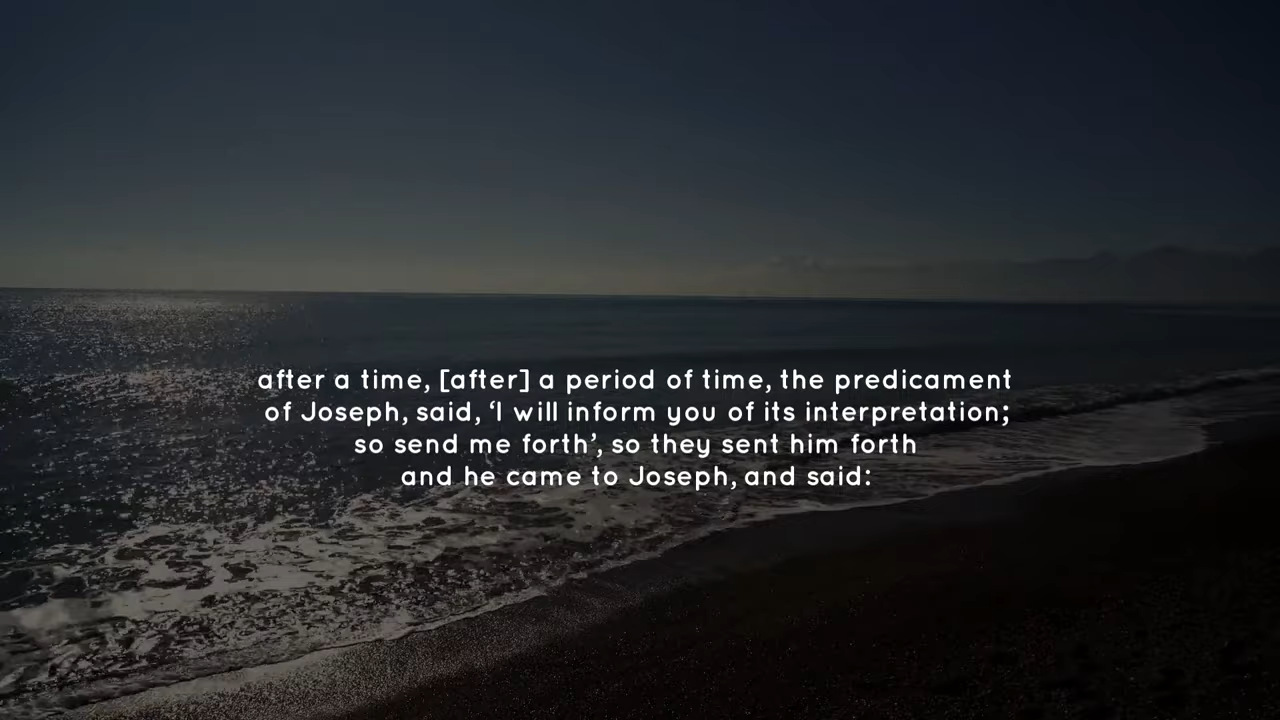 after a time, [after] a period of time, the predicament
of Joseph, said, ‘I will inform you of its interpretation;
so send me forth’, so they sent him forth
and he came to Joseph, and said: